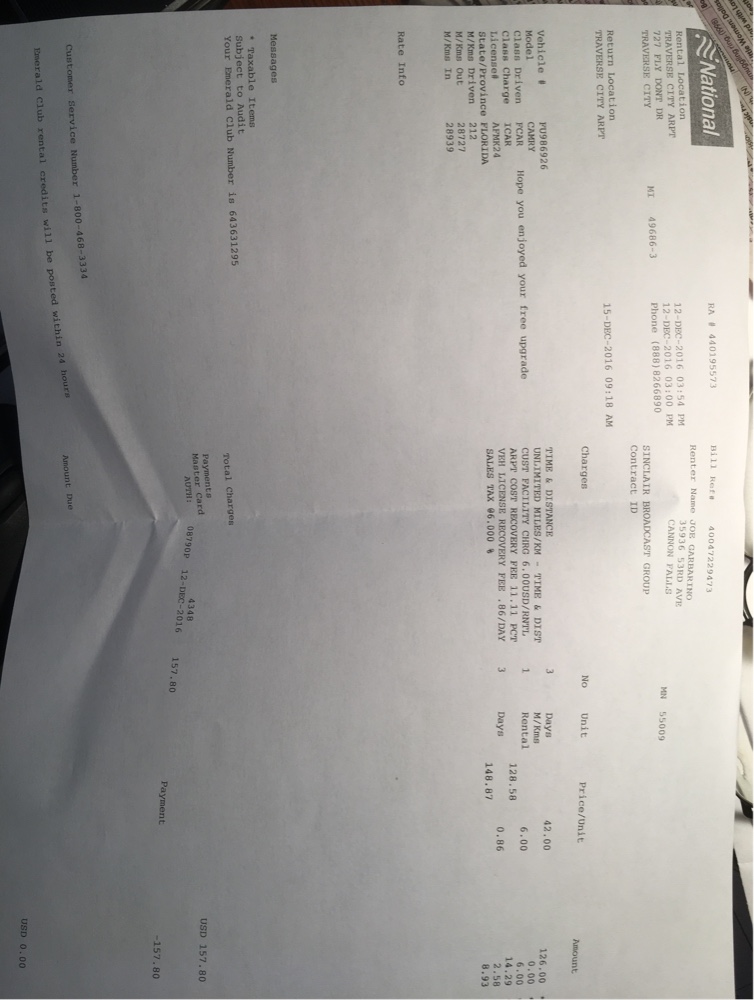 National
RA # 440195573 Bill Ref# 40047229473
Rental Location 12-DEC-2016 03:54 PM Renter Name JOE GARBARINO
TRAVERSE CITY ARPT 12-DEC-2016 03:00 PM 35936 53RD AVE
727 FLY DONT DR Phone (888)8266890 CANNON FALLS
TRAVERSE CITY MI 49686-3 MN 55009
SINCLAIR BROADCAST GROUP
Contract ID
Return Location 15-DEC-2016 09:18 AM
TRAVERSE CITY ARPT
Charges No Unit Price/Unit Amount
Vehicle # PU986926 TIME & DISTANCE 3 Days 42.00 126.00 *
Model CAMRY UNLIMITED MILES/KM - TIME & DIST M/Kms 0.00
Class Driven FCAR Hope you enjoyed your free upgrade CUST FACILITY CHRG 6.00USD/RNTL 1 Rental 6.00 6.00 *
Class Charge ICAR ARPT COST RECOVERY FEE 11.11 PCT 128.58 14.29
License# APMK24 VEH LICENSE RECOVERY FEE .86/DAY 3 Days 0.86 2.58
State/Province FLORIDA SALES TAX @6.000 % 148.87 8.93
M/Kms Driven 212
M/Kms Out 28727
M/Kms In 28939
Rate Info
Messages
* Taxable Items
Subject to Audit
Your Emerald Club Number is 643631295
Total Charges USD 157.80
Payments
Master Card 4348
AUTH: 08790P 12-DEC-2016 157.80 Payment -157.80
Customer Service Number 1-800-468-3334
Amount Due USD 0.00
Emerald Club rental credits will be posted within 24 hours